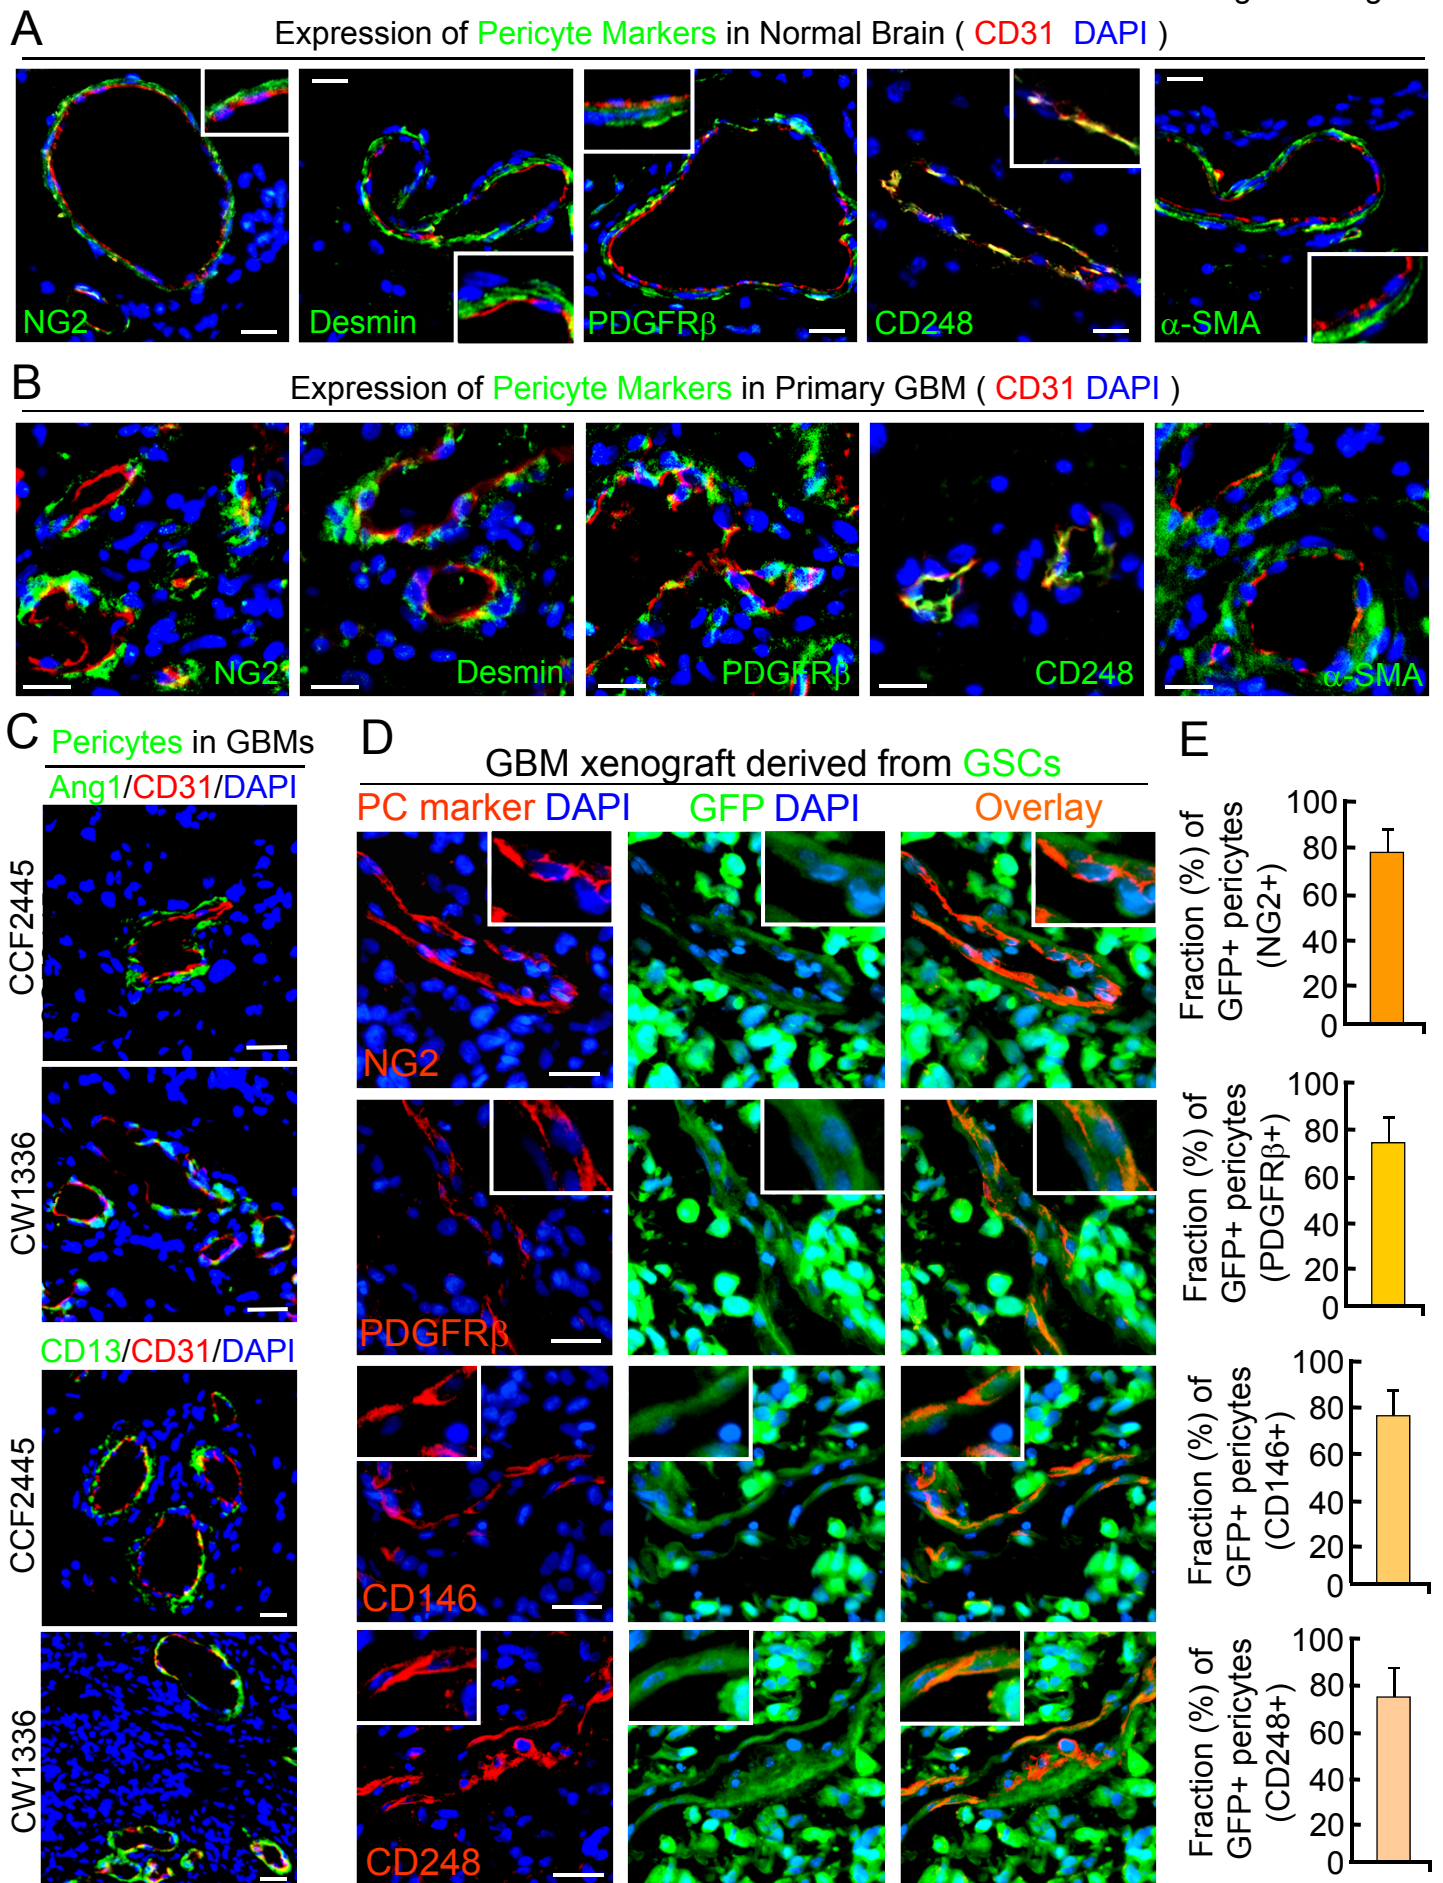 A
Expression of Pericyte Markers in Normal Brain ( CD31 DAPI )
NG2
Desmin
PDGFRβ
CD248
α-SMA
B
Expression of Pericyte Markers in Primary GBM ( CD31 DAPI )
NG2
Desmin
PDGFRβ
CD248
α-SMA
C
Pericytes in GBMs
Ang1/CD31/DAPI
CCF2445
CW1336
CD13/CD31/DAPI
CCF2445
CW1336
D
GBM xenograft derived from GSCs
PC marker DAPI
GFP DAPI
Overlay
NG2
PDGFRβ
CD146
CD248
E
Fraction (%) of
GFP+ pericytes
(NG2+)
100
80
60
40
20
0
Fraction (%) of
GFP+ pericytes
(PDGFRβ+)
100
80
60
40
20
0
Fraction (%) of
GFP+ pericytes
(CD146+)
100
80
60
40
20
0
Fraction (%) of
GFP+ pericytes
(CD248+)
100
80
60
40
20
0